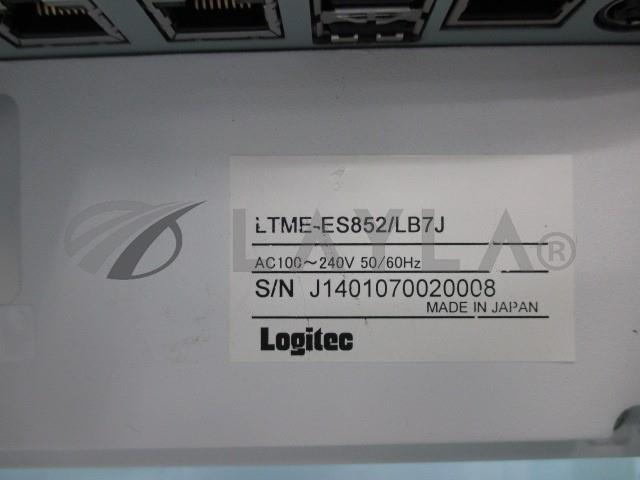 LTME-ES852/LB7J
LAYLA®
AC100～240V 50/60Hz
S/N J1401070020008
MADE IN JAPAN
Logitec